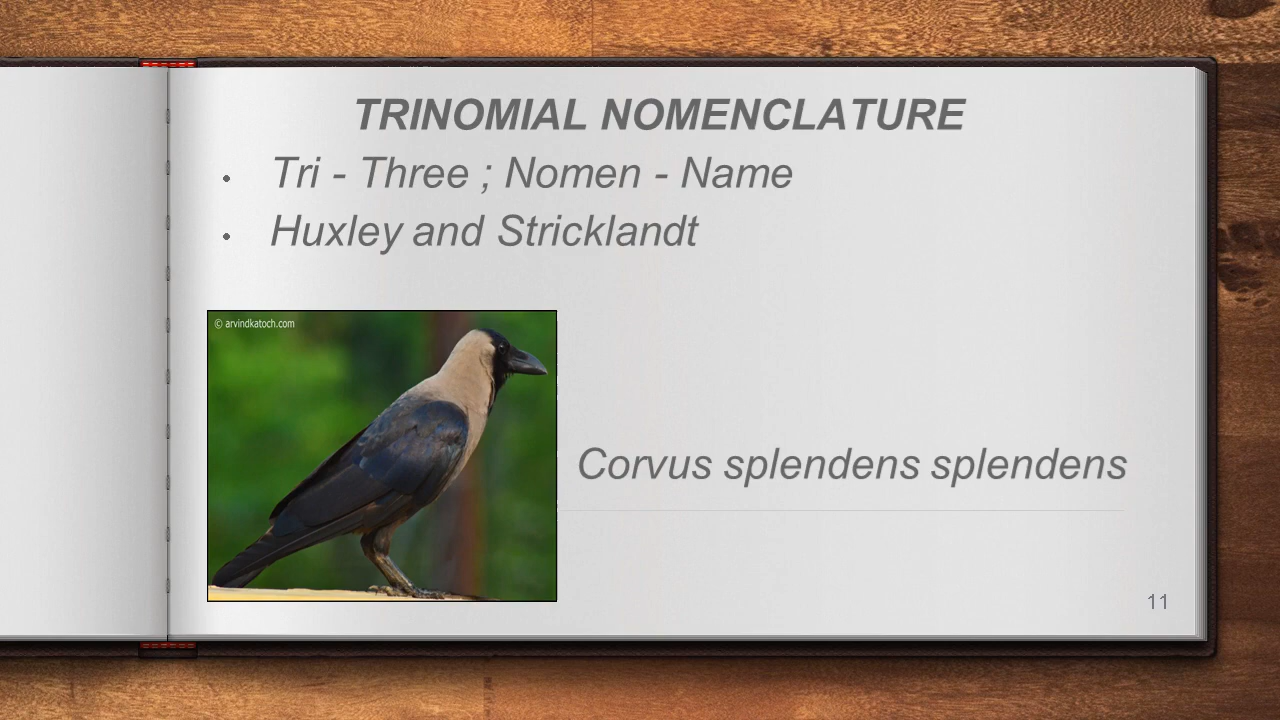 TRINOMIAL NOMENCLATURE
• Tri - Three ; Nomen - Name
• Huxley and Stricklandt
© arvindkatoch.com
Corvus splendens splendens
11